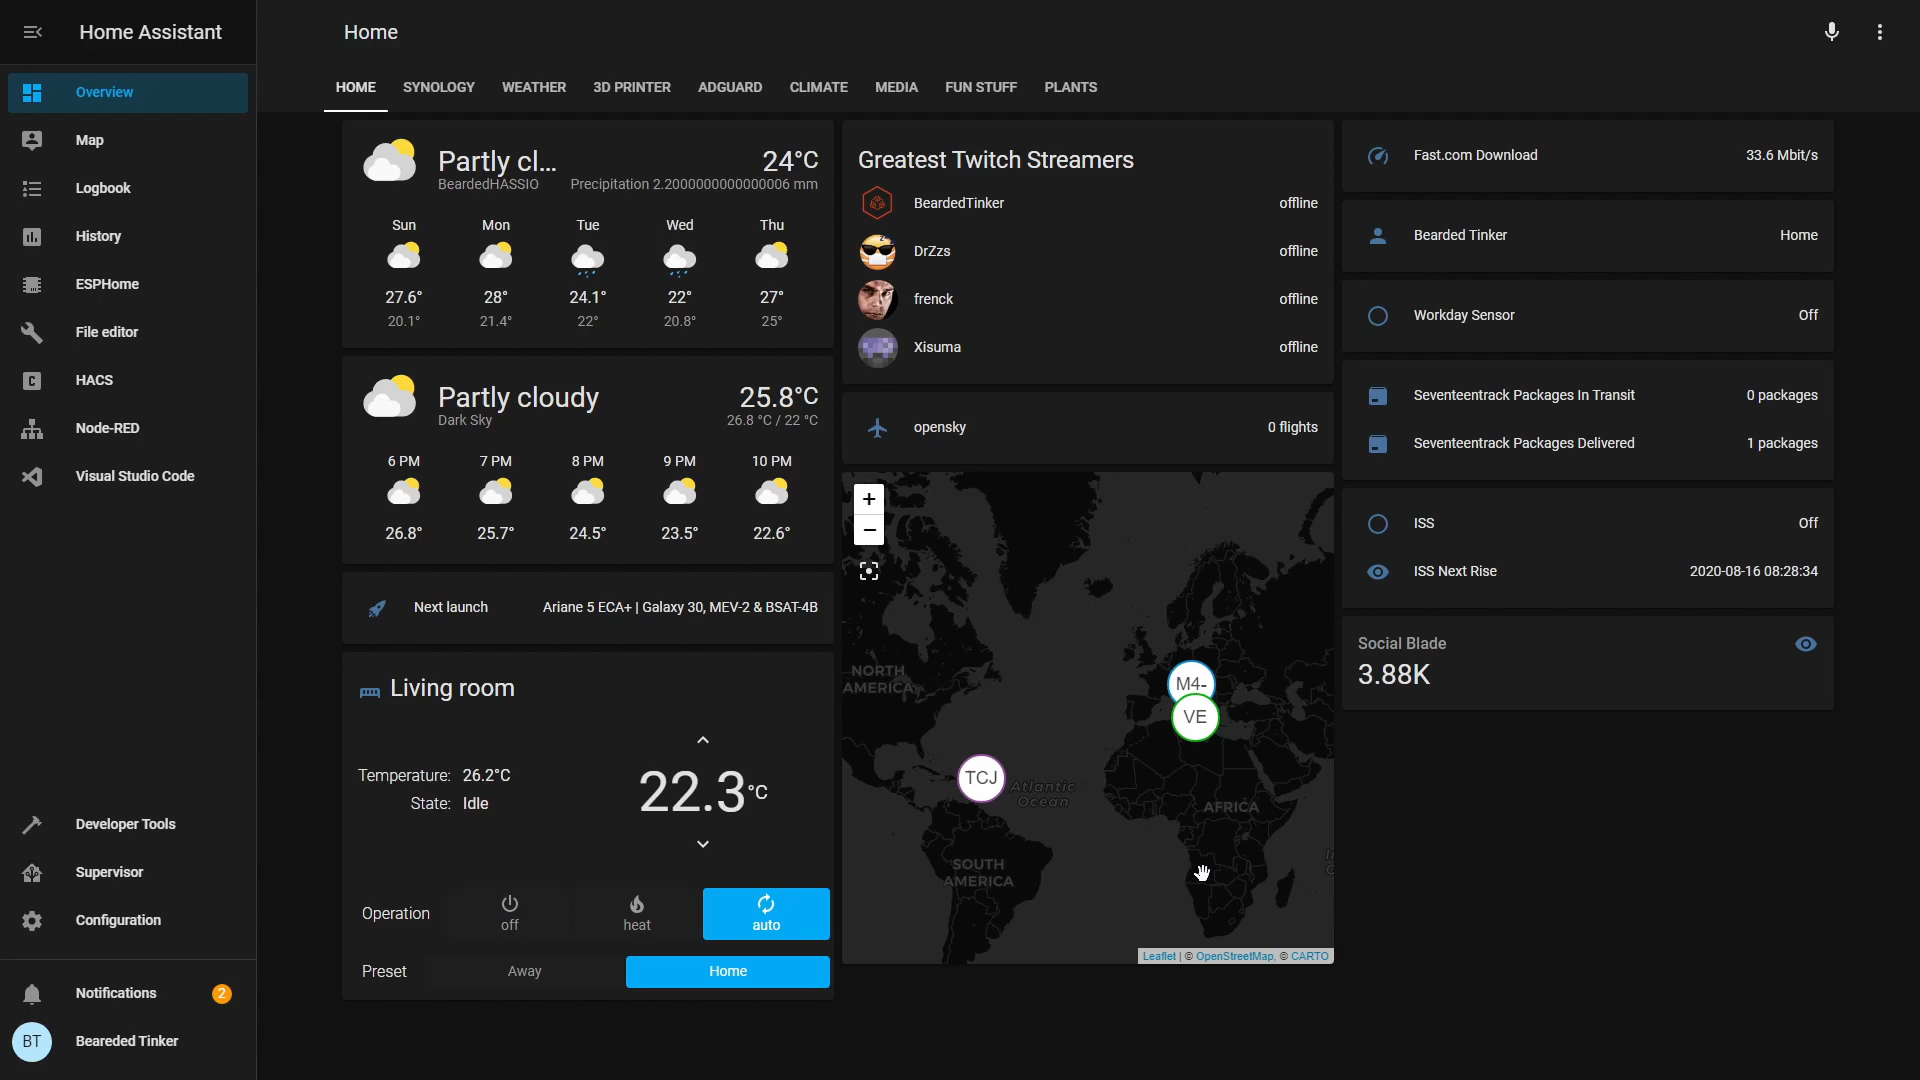 Home Assistant
Overview
Map
Logbook
History
ESPHome
File editor
HACS
Node-RED
Visual Studio Code
Developer Tools
Supervisor
Configuration
Notifications 2
BT Beareded Tinker
Home
HOME SYNOLOGY WEATHER 3D PRINTER ADGUARD CLIMATE MEDIA FUN STUFF PLANTS
Partly cl... 24°C
BeardedHASSIO Precipitation 2.2000000000000006 mm
Sun Mon Tue Wed Thu
27.6° 28° 24.1° 22° 27°
20.1° 21.4° 22° 20.8° 25°
Partly cloudy 25.8°C
Dark Sky 26.8 °C / 22 °C
6 PM 7 PM 8 PM 9 PM 10 PM
26.8° 25.7° 24.5° 23.5° 22.6°
Next launch Ariane 5 ECA+ | Galaxy 30, MEV-2 & BSAT-4B
Living room
Temperature: 26.2°C
State: Idle
22.3°C
Operation off heat auto
Preset Away Home
Greatest Twitch Streamers
BeardedTinker offline
DrZzs offline
frenck offline
Xisuma offline
opensky 0 flights
+
−
NORTH
AMERICA
M4-
VE
TCJ
Atlantic
Ocean
AFRICA
SOUTH
AMERICA
Leaflet | © OpenStreetMap, © CARTO
Fast.com Download 33.6 Mbit/s
Bearded Tinker Home
Workday Sensor Off
Seventeentrack Packages In Transit 0 packages
Seventeentrack Packages Delivered 1 packages
ISS Off
ISS Next Rise 2020-08-16 08:28:34
Social Blade
3.88K